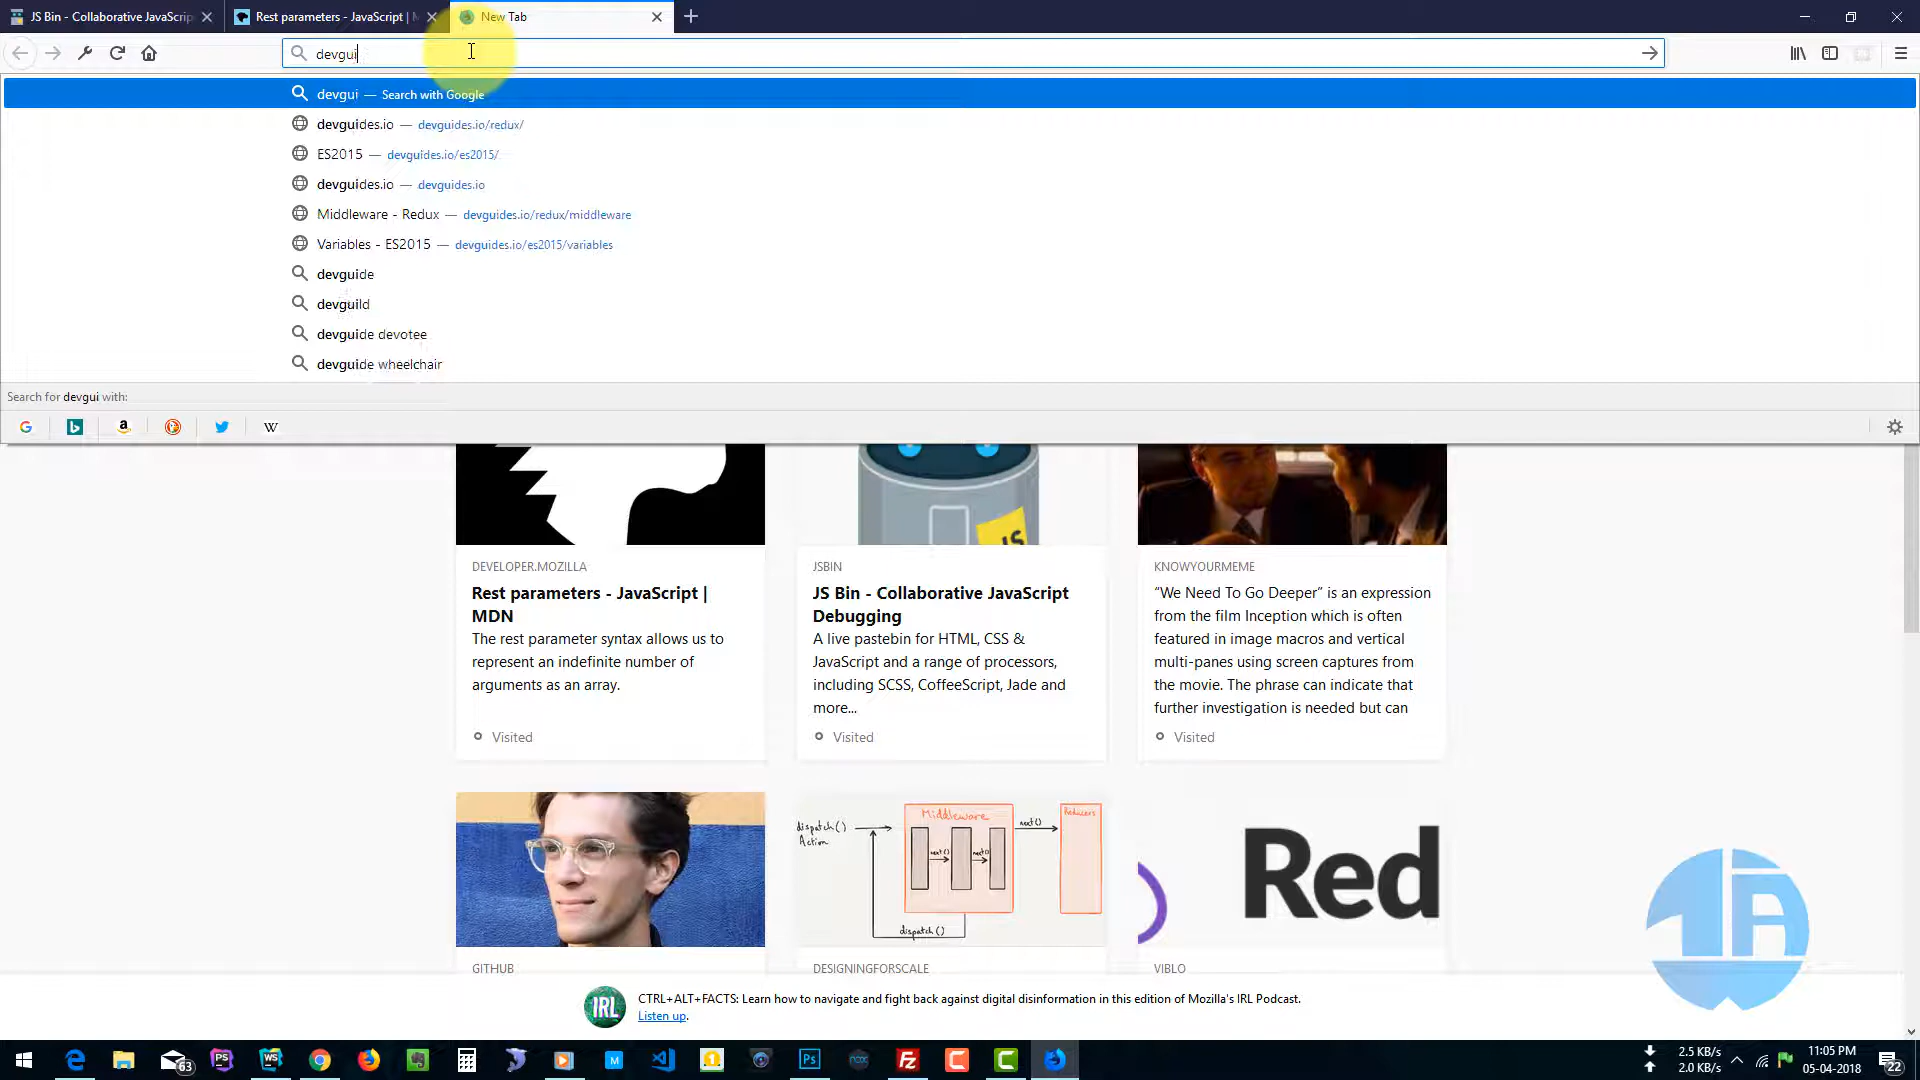 JS Bin - Collaborative JavaScrip
Rest parameters - JavaScript | M
New Tab
devgui
devgui — Search with Google
devguides.io — devguides.io/redux/
ES2015 — devguides.io/es2015/
devguides.io — devguides.io
Middleware - Redux — devguides.io/redux/middleware
Variables - ES2015 — devguides.io/es2015/variables
devguide
devguild
devguide devotee
devguide wheelchair
Search for devgui with:
DEVELOPER.MOZILLA
Rest parameters - JavaScript |
MDN
The rest parameter syntax allows us to
represent an indefinite number of
arguments as an array.
Visited
JSBIN
JS Bin - Collaborative JavaScript
Debugging
A live pastebin for HTML, CSS &
JavaScript and a range of processors,
including SCSS, CoffeeScript, Jade and
more...
Visited
KNOWYOURMEME
“We Need To Go Deeper” is an expression
from the film Inception which is often
featured in image macros and vertical
multi-panes using screen captures from
the movie. The phrase can indicate that
further investigation is needed but can
Visited
JS
dispatch()
Action
Middleware
next()
next()
next()
Reducers
dispatch()
Red
GITHUB
DESIGNINGFORSCALE
VIBLO
IRL
CTRL+ALT+FACTS: Learn how to navigate and fight back against digital disinformation in this edition of Mozilla's IRL Podcast.
Listen up.
63
2.5 KB/s
2.0 KB/s
11:05 PM
05-04-2018
22